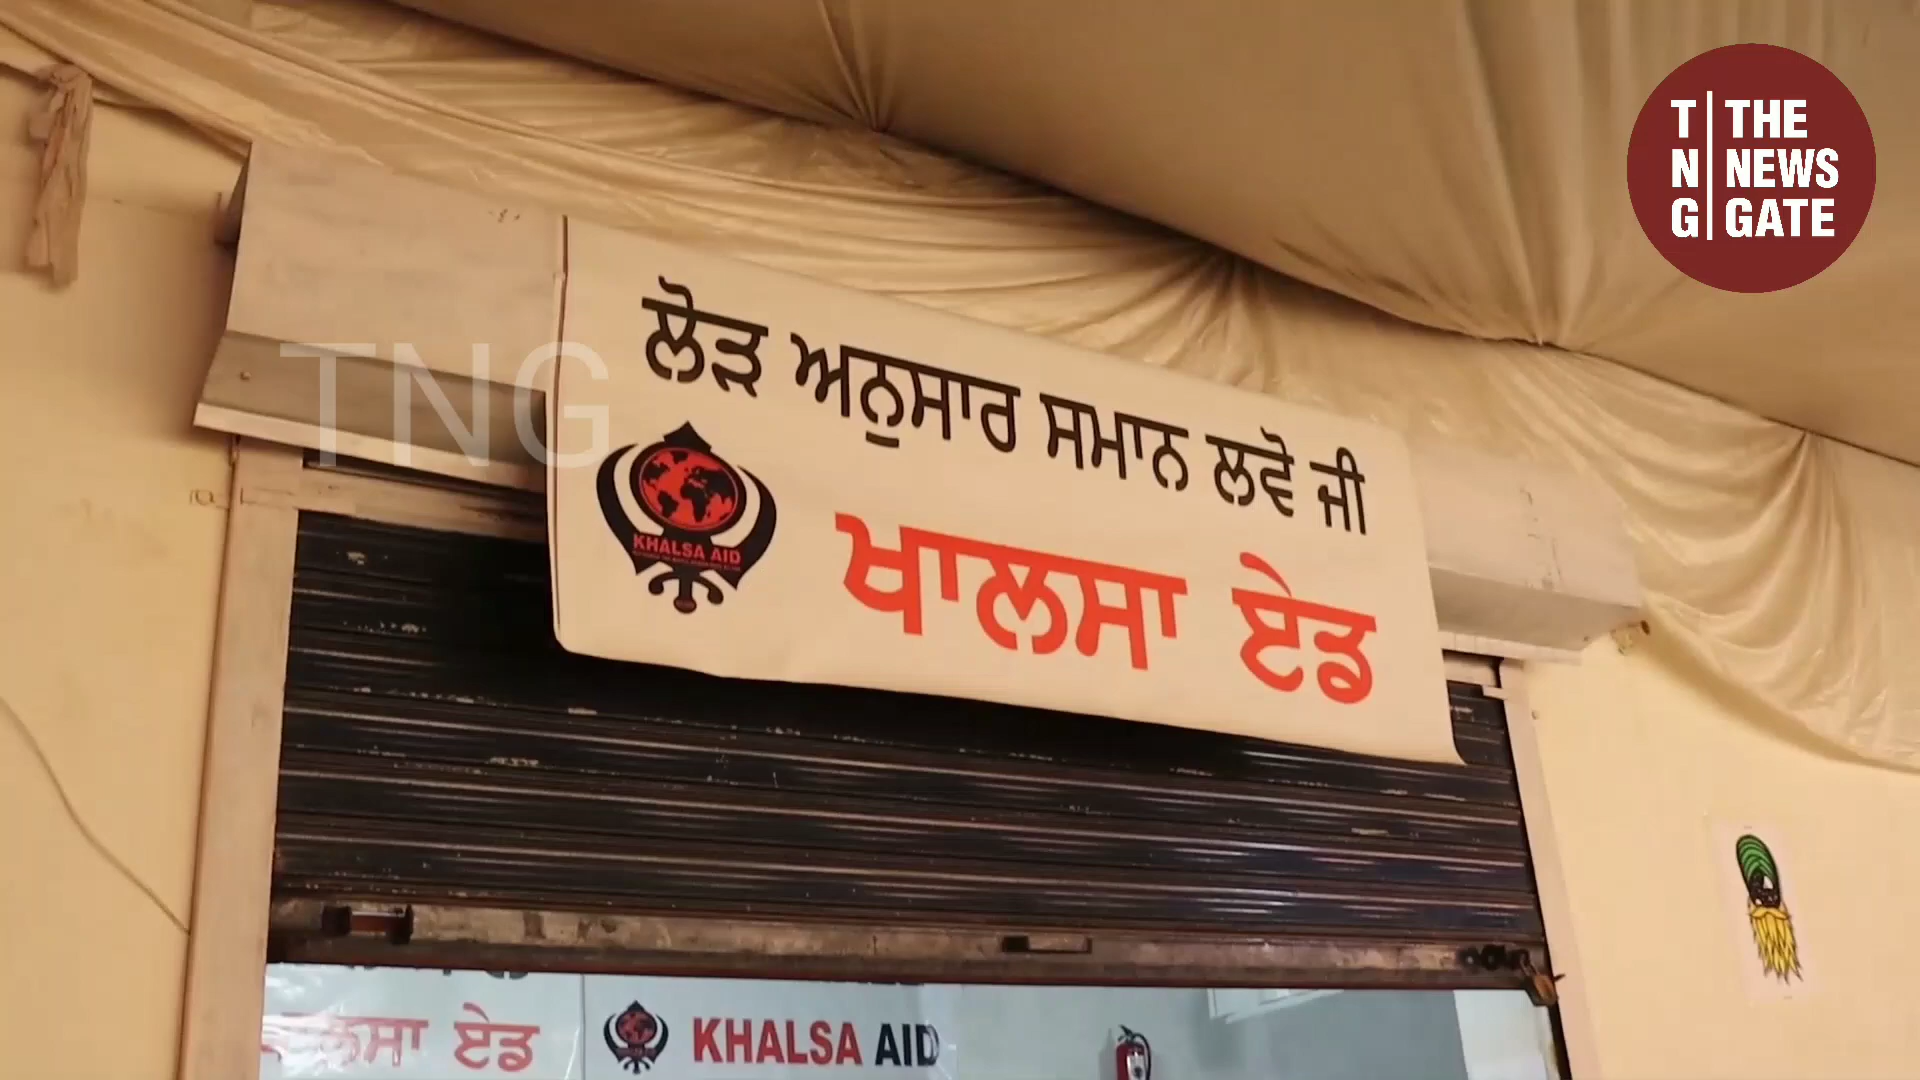 T THE
N NEWS
G GATE
TNG
ਲੋੜ ਅਨੁਸਾਰ ਸਮਾਨ ਲਵੋ ਜੀ
KHALSA AID
ਖਾਲਸਾ ਏਡ
ਖਾਲਸਾ ਏਡ
KHALSA AID